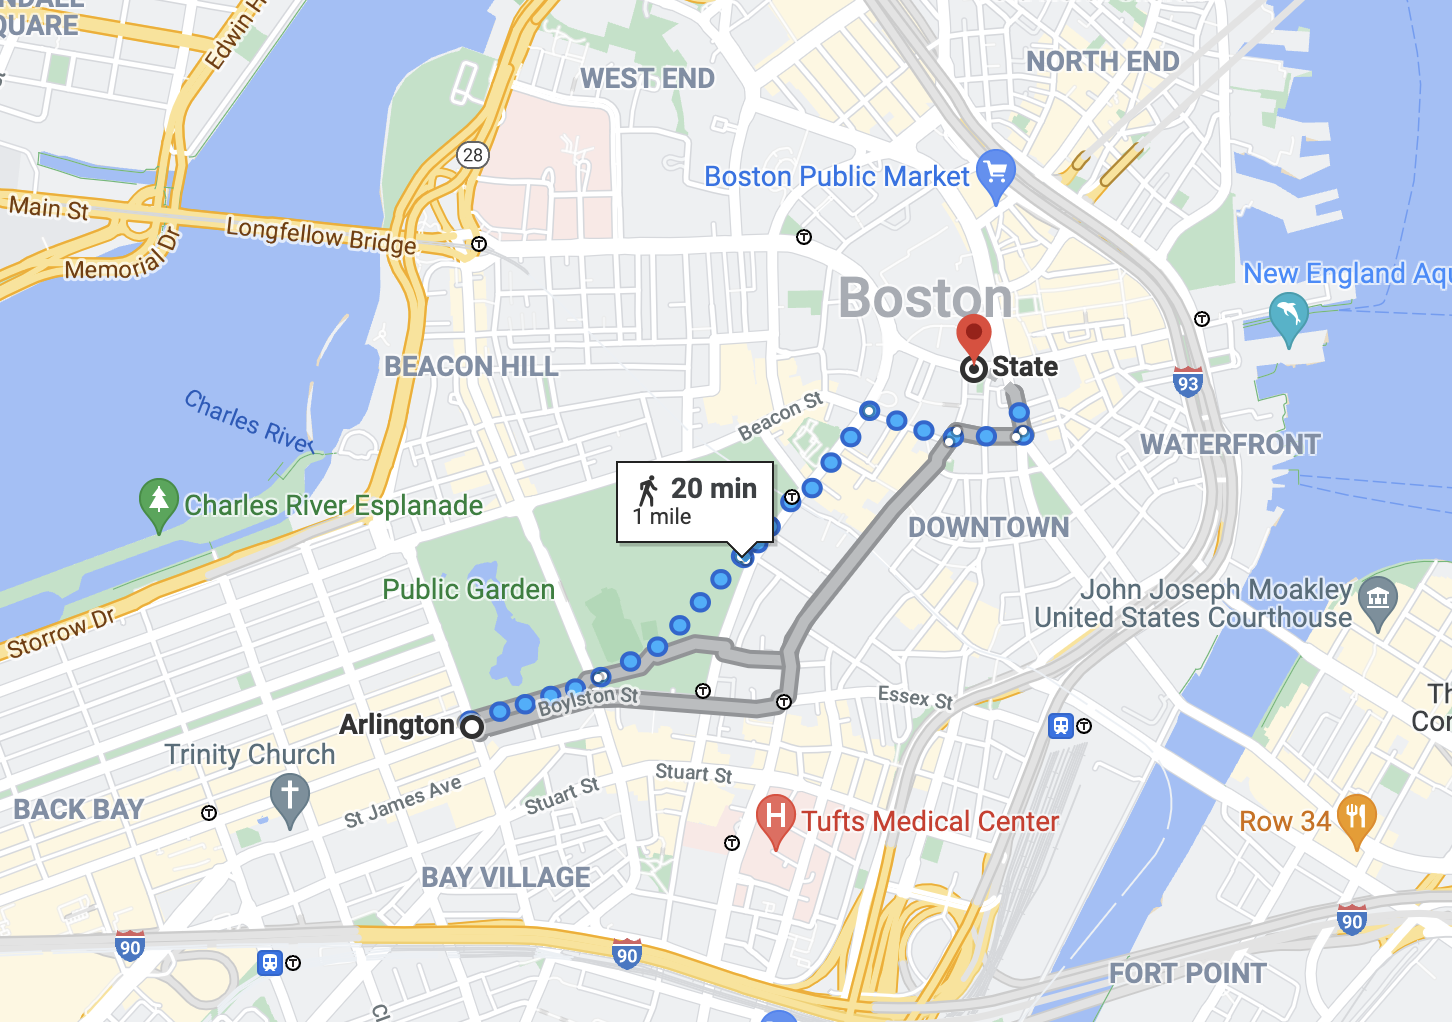 NDALE
QUARE
Edwin H
WEST END
NORTH END
28
Boston Public Market
Main St
Longfellow Bridge
Memorial Dr
T
T
New England Aqu
Boston
T
State
BEACON HILL
93
Charles River
Beacon St
WATERFRONT
20 min
1 mile
T
Charles River Esplanade
DOWNTOWN
Public Garden
John Joseph Moakley
United States Courthouse
Storrow Dr
Boylston St
T
T
Essex St
Th
Con
Arlington
T
Trinity Church
Stuart St
St James Ave
Stuart St
BACK BAY
T
H
Tufts Medical Center
Row 34
T
BAY VILLAGE
90
90
90
T
FORT POINT